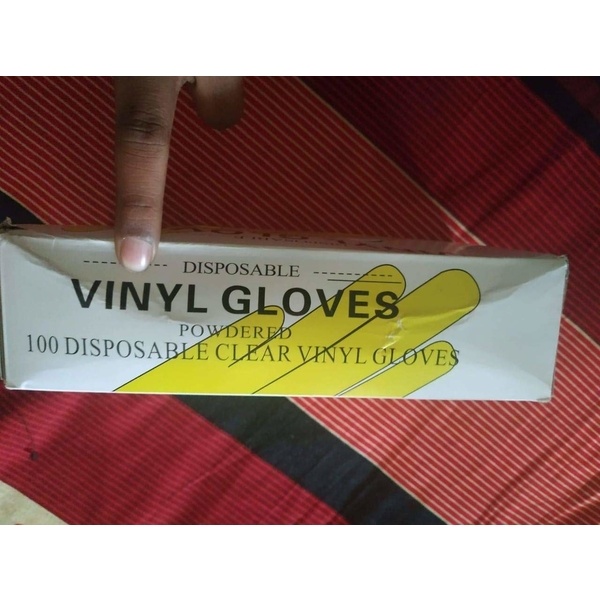 DISPOSABLE
VINYL GLOVES
POWDERED
100 DISPOSABLE CLEAR VINYL GLOVES